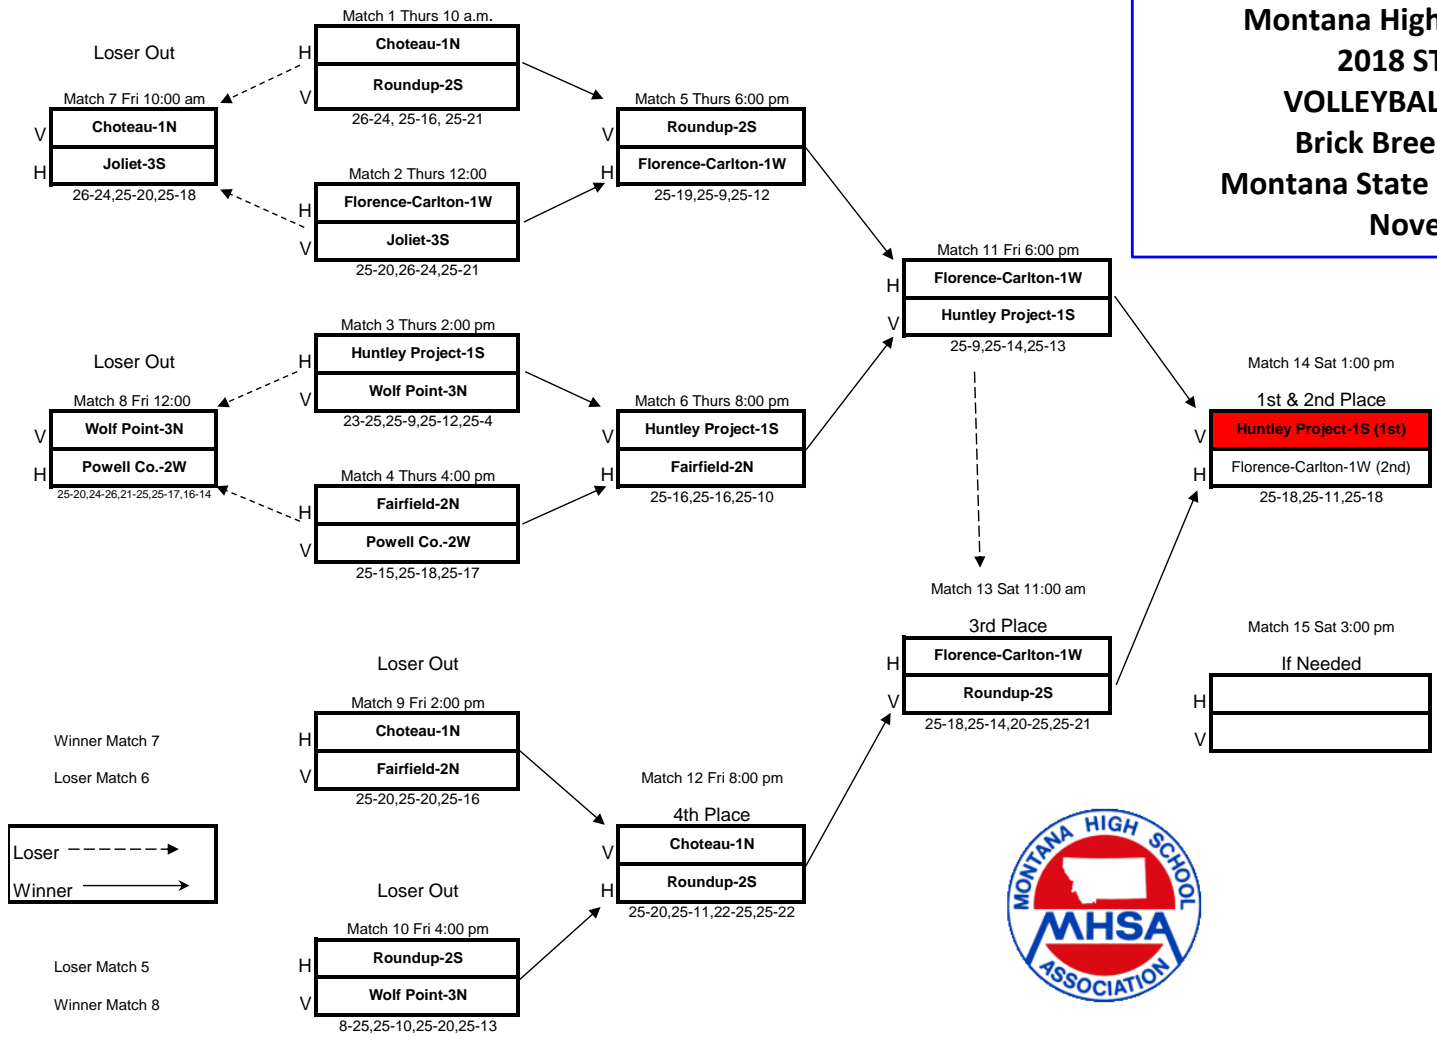 Montana High
2018 ST
VOLLEYBAL
Brick Bree
Montana State
Nove
Match 1 Thurs 10 a.m.
Loser Out
H
Choteau-1N
Roundup-2S
V
26-24, 25-16, 25-21
Match 7 Fri 10:00 am
V
Choteau-1N
H
Joliet-3S
26-24,25-20,25-18
Match 2 Thurs 12:00
H
Florence-Carlton-1W
V
Joliet-3S
25-20,26-24,25-21
Match 5 Thurs 6:00 pm
V
Roundup-2S
H
Florence-Carlton-1W
25-19,25-9,25-12
Match 11 Fri 6:00 pm
H
Florence-Carlton-1W
V
Huntley Project-1S
25-9,25-14,25-13
Match 3 Thurs 2:00 pm
H
Huntley Project-1S
V
Wolf Point-3N
23-25,25-9,25-12,25-4
Loser Out
Match 8 Fri 12:00
V
Wolf Point-3N
H
Powell Co.-2W
25-20,24-26,21-25,25-17,16-14
Match 4 Thurs 4:00 pm
H
Fairfield-2N
V
Powell Co.-2W
25-15,25-18,25-17
Match 6 Thurs 8:00 pm
V
Huntley Project-1S
H
Fairfield-2N
25-16,25-16,25-10
Match 14 Sat 1:00 pm
1st & 2nd Place
V
Huntley Project-1S (1st)
H
Florence-Carlton-1W (2nd)
25-18,25-11,25-18
Match 13 Sat 11:00 am
3rd Place
H
Florence-Carlton-1W
V
Roundup-2S
25-18,25-14,20-25,25-21
Match 15 Sat 3:00 pm
If Needed
H
V
Loser Out
Match 9 Fri 2:00 pm
Winner Match 7
H
Choteau-1N
Loser Match 6
V
Fairfield-2N
25-20,25-20,25-16
Match 12 Fri 8:00 pm
4th Place
V
Choteau-1N
H
Roundup-2S
25-20,25-11,22-25,25-22
Loser
Winner
Loser Out
Match 10 Fri 4:00 pm
Loser Match 5
H
Roundup-2S
Winner Match 8
V
Wolf Point-3N
8-25,25-10,25-20,25-13
MONTANA HIGH SCHOOL
MHSA
ASSOCIATION